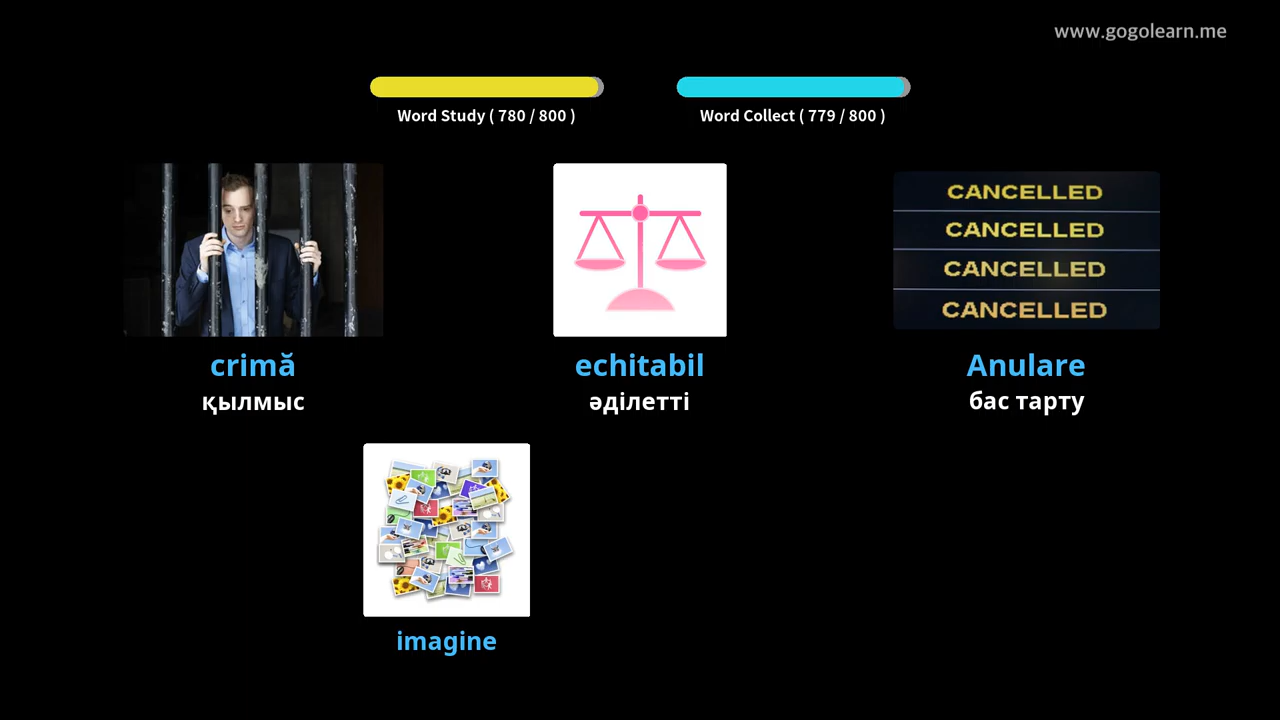 www.gogolearn.me
Word Study ( 780 / 800 )
Word Collect ( 779 / 800 )
CANCELLED
CANCELLED
CANCELLED
CANCELLED
crimă
echitabil
Anulare
қылмыс
әділетті
бас тарту
imagine